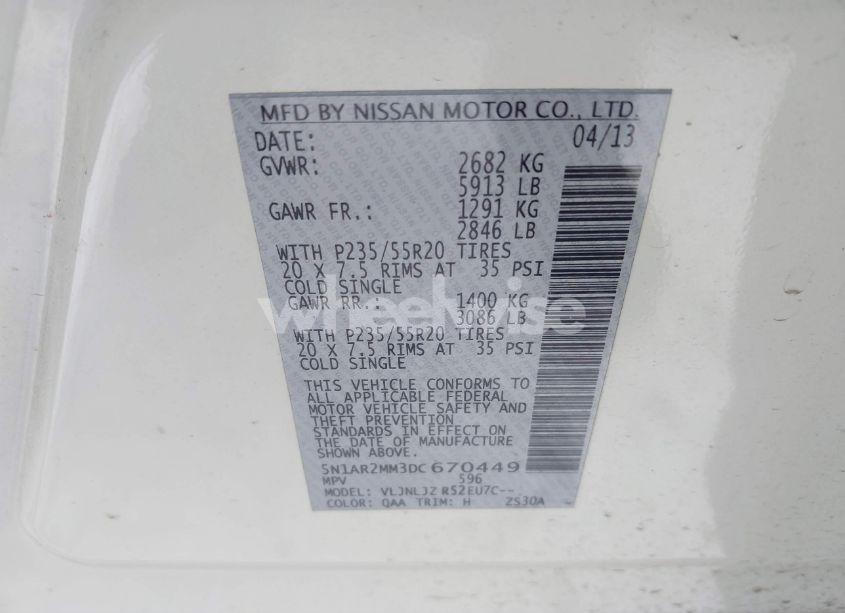 MFD BY NISSAN MOTOR CO., LTD.
DATE: 04/13
GVWR: 2682 KG
5913 LB
GAWR FR.: 1291 KG
2846 LB
WITH P235/55R20 TIRES
20 X 7.5 RIMS AT 35 PSI
COLD SINGLE
GAWR RR.: 1400 KG
3086 LB
wheelwise
WITH P235/55R20 TIRES
20 X 7.5 RIMS AT 35 PSI
COLD SINGLE
THIS VEHICLE CONFORMS TO
ALL APPLICABLE FEDERAL
MOTOR VEHICLE SAFETY AND
THEFT PREVENTION
STANDARDS IN EFFECT ON
THE DATE OF MANUFACTURE
SHOWN ABOVE.
5N1AR2MM3DC670449
MPV 596
MODEL: VLJNLJZ R52EU7C--
COLOR: QAA TRIM: H ZS30A